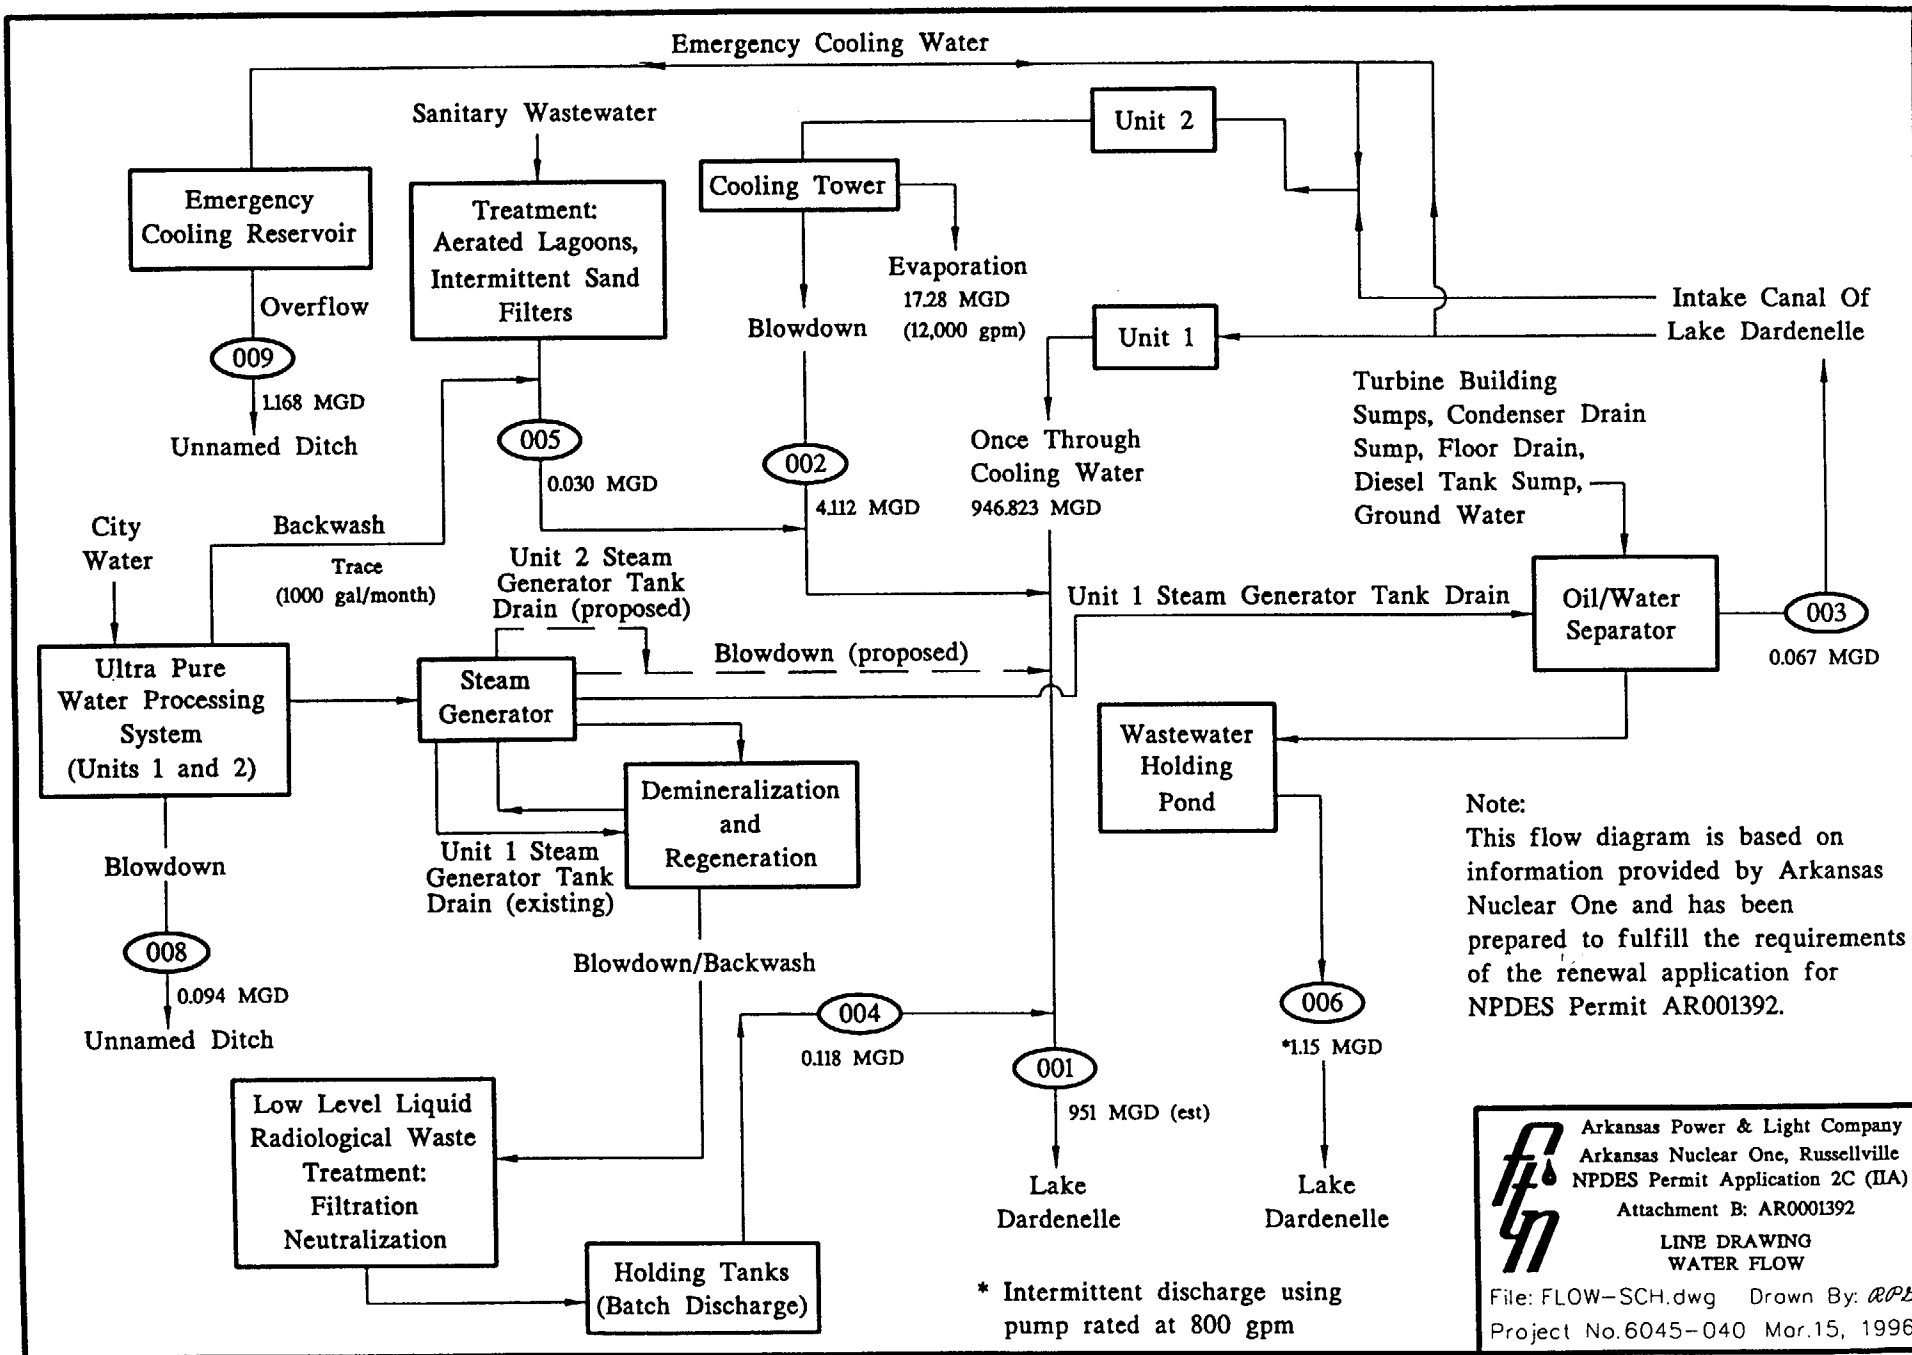 Emergency Cooling Water
Sanitary Wastewater
Unit 2
Emergency
Cooling Reservoir
Treatment:
Aerated Lagoons,
Intermittent Sand
Filters
Cooling Tower
Evaporation
17.28 MGD
(12,000 gpm)
Overflow
Blowdown
Unit 1
Intake Canal Of
Lake Dardenelle
009
1.168 MGD
Unnamed Ditch
005
0.030 MGD
002
4.112 MGD
Once Through
Cooling Water
946.823 MGD
Turbine Building
Sumps, Condenser Drain
Sump, Floor Drain,
Diesel Tank Sump,
Ground Water
City
Water
Backwash
Trace
(1000 gal/month)
Unit 2 Steam
Generator Tank
Drain (proposed)
Blowdown (proposed)
Unit 1 Steam Generator Tank Drain
Oil/Water
Separator
003
0.067 MGD
Ultra Pure
Water Processing
System
(Units 1 and 2)
Steam
Generator
Wastewater
Holding
Pond
Demineralization
and
Regeneration
Unit 1 Steam
Generator Tank
Drain (existing)
Blowdown
008
0.094 MGD
Unnamed Ditch
Blowdown/Backwash
004
0.118 MGD
001
951 MGD (est)
Lake
Dardenelle
006
*1.15 MGD
Lake
Dardenelle
Note:
This flow diagram is based on
information provided by Arkansas
Nuclear One and has been
prepared to fulfill the requirements
of the renewal application for
NPDES Permit AR001392.
Low Level Liquid
Radiological Waste
Treatment:
Filtration
Neutralization
Holding Tanks
(Batch Discharge)
* Intermittent discharge using
pump rated at 800 gpm
ftn
Arkansas Power & Light Company
Arkansas Nuclear One, Russellville
NPDES Permit Application 2C (IIA)
Attachment B: AR0001392
LINE DRAWING
WATER FLOW
File: FLOW-SCH.dwg Drawn By:
Project No.6045-040 Mar.15, 1996